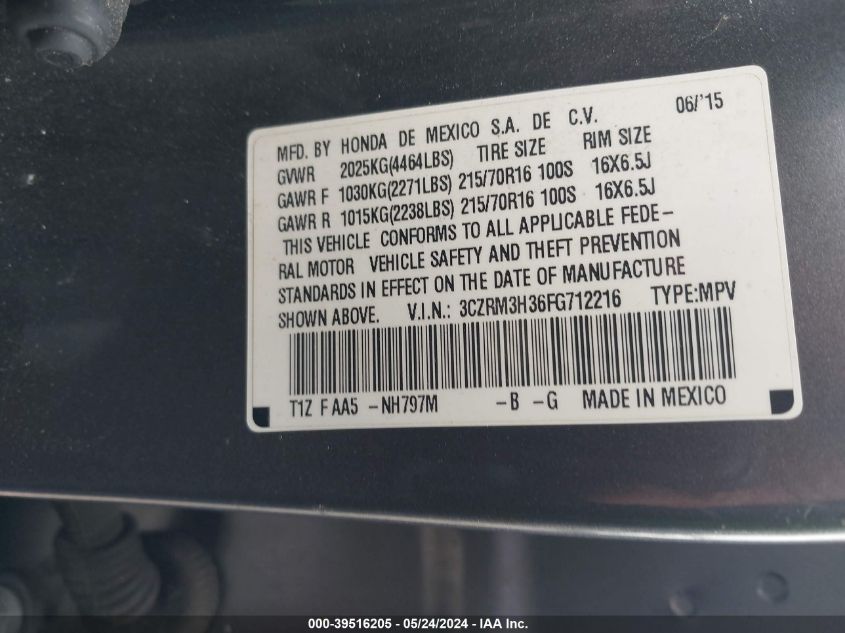 06/'15
MFD. BY HONDA DE MEXICO S.A. DE C.V.
GVWR 2025KG(4464LBS) TIRE SIZE RIM SIZE
GAWR F 1030KG(2271LBS) 215/70R16 100S 16X6.5J
GAWR R 1015KG(2238LBS) 215/70R16 100S 16X6.5J
THIS VEHICLE CONFORMS TO ALL APPLICABLE FEDE-
RAL MOTOR VEHICLE SAFETY AND THEFT PREVENTION
STANDARDS IN EFFECT ON THE DATE OF MANUFACTURE
SHOWN ABOVE. V.I.N.: 3CZRM3H36FG712216 TYPE:MPV
T1Z F AA5 -NH797M -B -G MADE IN MEXICO
000-39516205 - 05/24/2024 - IAA Inc.